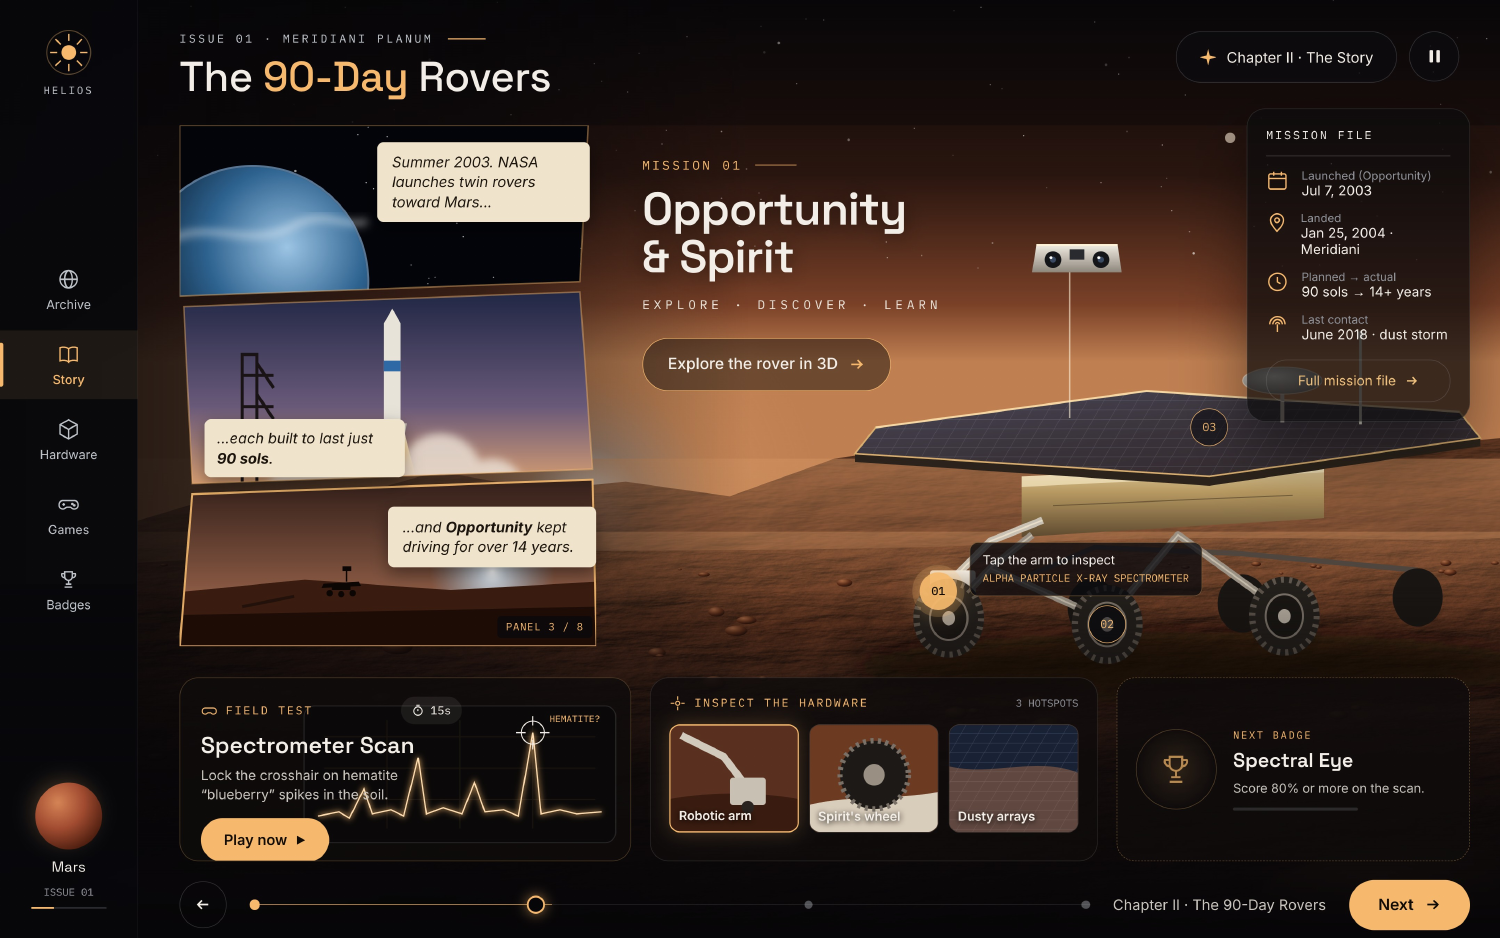 HELIOS
Archive
Story
Hardware
Games
Badges
Mars
ISSUE 01
ISSUE 01 · MERIDIANI PLANUM
The 90-Day Rovers
Chapter II · The Story
Summer 2003. NASA
launches twin rovers
toward Mars...
...each built to last just
90 sols.
...and Opportunity kept
driving for over 14 years.
PANEL 3 / 8
MISSION 01
Opportunity
& Spirit
EXPLORE · DISCOVER · LEARN
Explore the rover in 3D →
MISSION FILE
Launched (Opportunity)
Jul 7, 2003
Landed
Jan 25, 2004 ·
Meridiani
Planned → actual
90 sols → 14+ years
Last contact
June 2018 · dust storm
Full mission file →
03
Tap the arm to inspect
ALPHA PARTICLE X-RAY SPECTROMETER
01
02
FIELD TEST
15s
HEMATITE?
Spectrometer Scan
Lock the crosshair on hematite
“blueberry” spikes in the soil.
Play now ▶
INSPECT THE HARDWARE
3 HOTSPOTS
Robotic arm
Spirit's wheel
Dusty arrays
NEXT BADGE
Spectral Eye
Score 80% or more on the scan.
←
Chapter II · The 90-Day Rovers
Next →